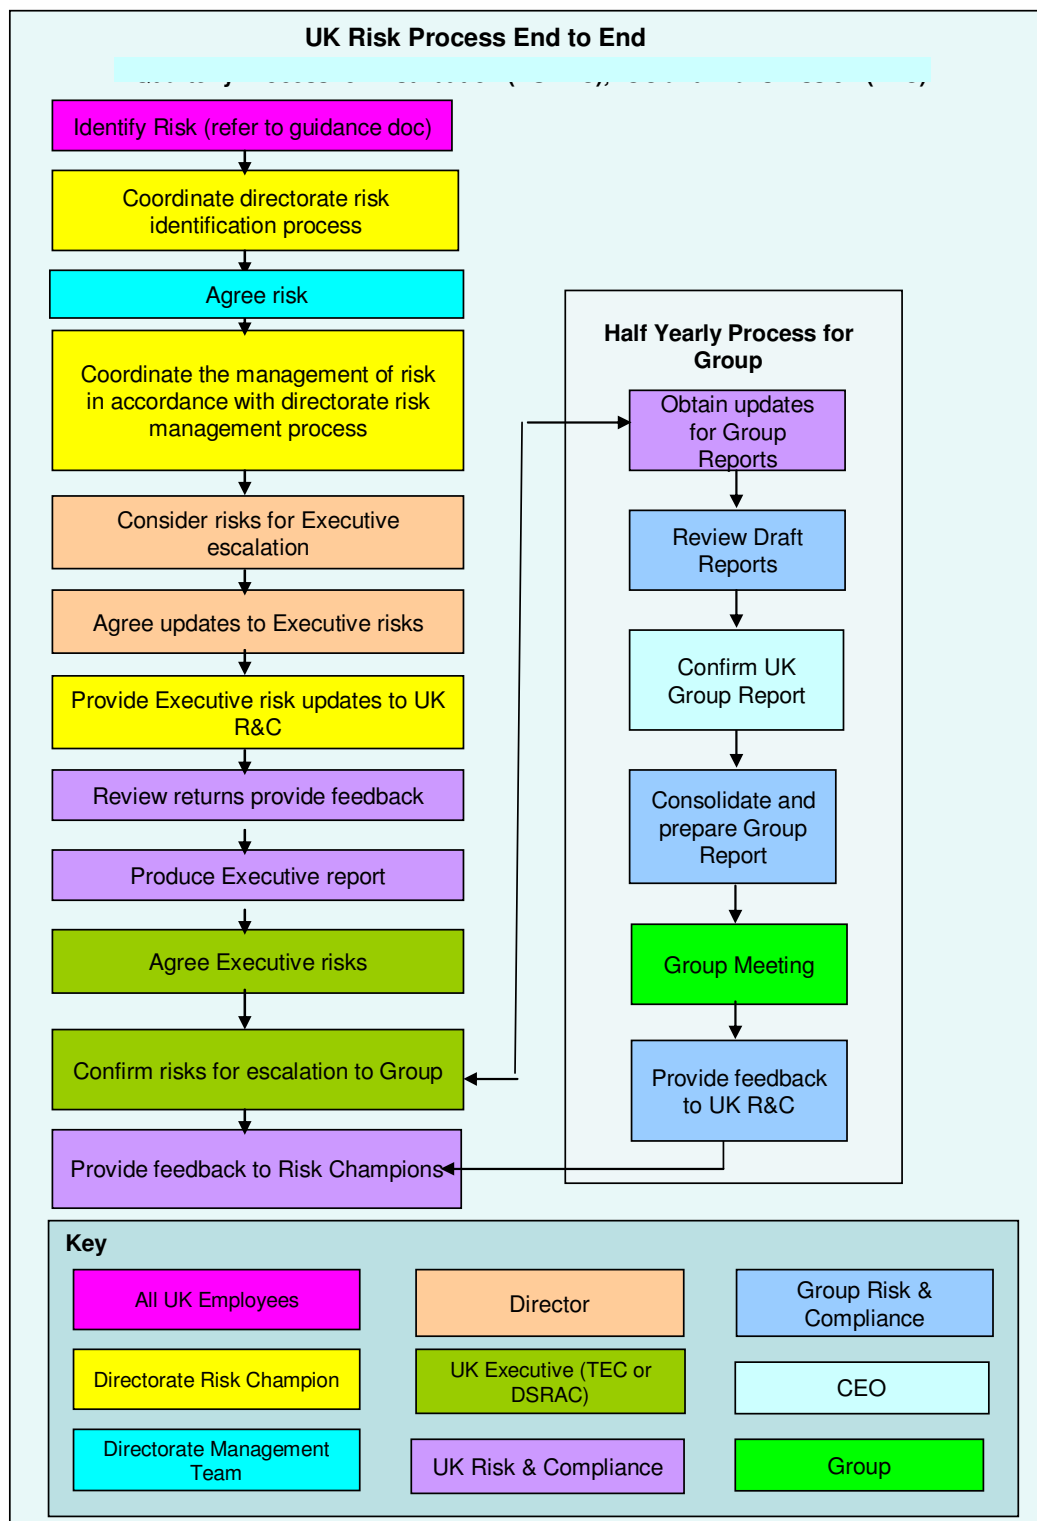 UK Risk Process End to End
Identify Risk (refer to guidance doc)
Coordinate directorate risk
identification process
Agree risk
Coordinate the management of risk
in accordance with directorate risk
management process
Consider risks for Executive
escalation
Agree updates to Executive risks
Provide Executive risk updates to UK
R&C
Review returns provide feedback
Produce Executive report
Agree Executive risks
Confirm risks for escalation to Group
Provide feedback to Risk Champions
Half Yearly Process for
Group
Obtain updates
for Group
Reports
Review Draft
Reports
Confirm UK
Group Report
Consolidate and
prepare Group
Report
Group Meeting
Provide feedback
to UK R&C
Key
All UK Employees
Director
Group Risk &
Compliance
Directorate Risk Champion
UK Executive (TEC or
DSRAC)
CEO
Directorate Management
Team
UK Risk & Compliance
Group